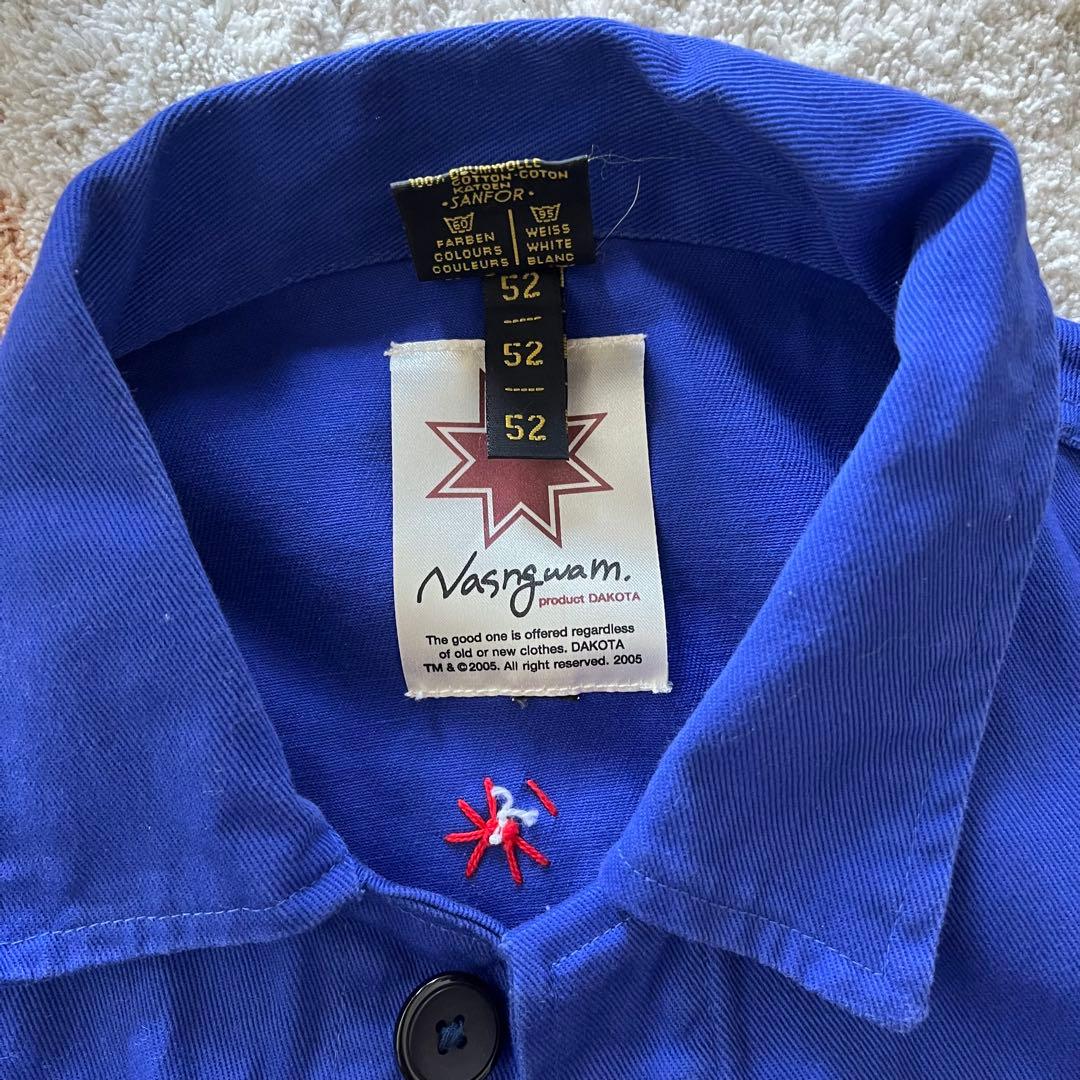 100% BAUMWOLLE
COTTON·COTON
KATOEN
·SANFOR·
60
FARBEN
COLOURS
COULEURS
95
WEISS
WHITE
BLANC
52
52
52
Nasngwam.
product DAKOTA
The good one is offered regardless
of old or new clothes. DAKOTA
TM & ©2005. All right reserved. 2005